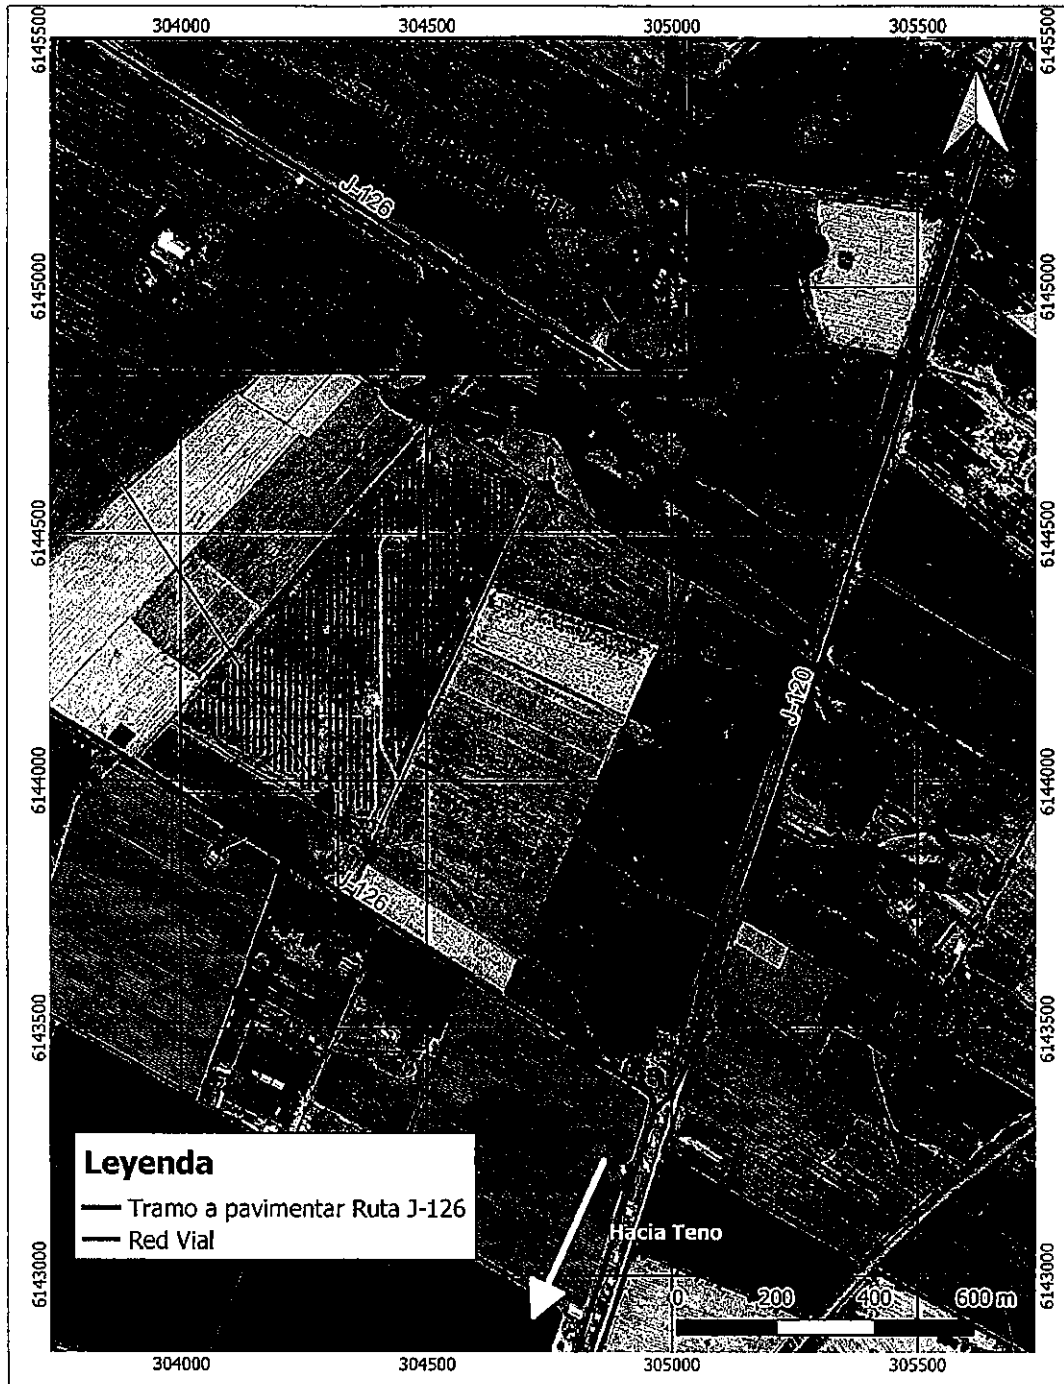 304000 304500 305000 305500
6145500 6145500
J-126
6145000 6145000
6144500 6144500
J-120
6144000 6144000
J-126
6143500 6143500
Leyenda
Tramo a pavimentar Ruta J-126
Red Vial
Hacia Teno
6143000 6143000
0 200 400 600 m
304000 304500 305000 305500